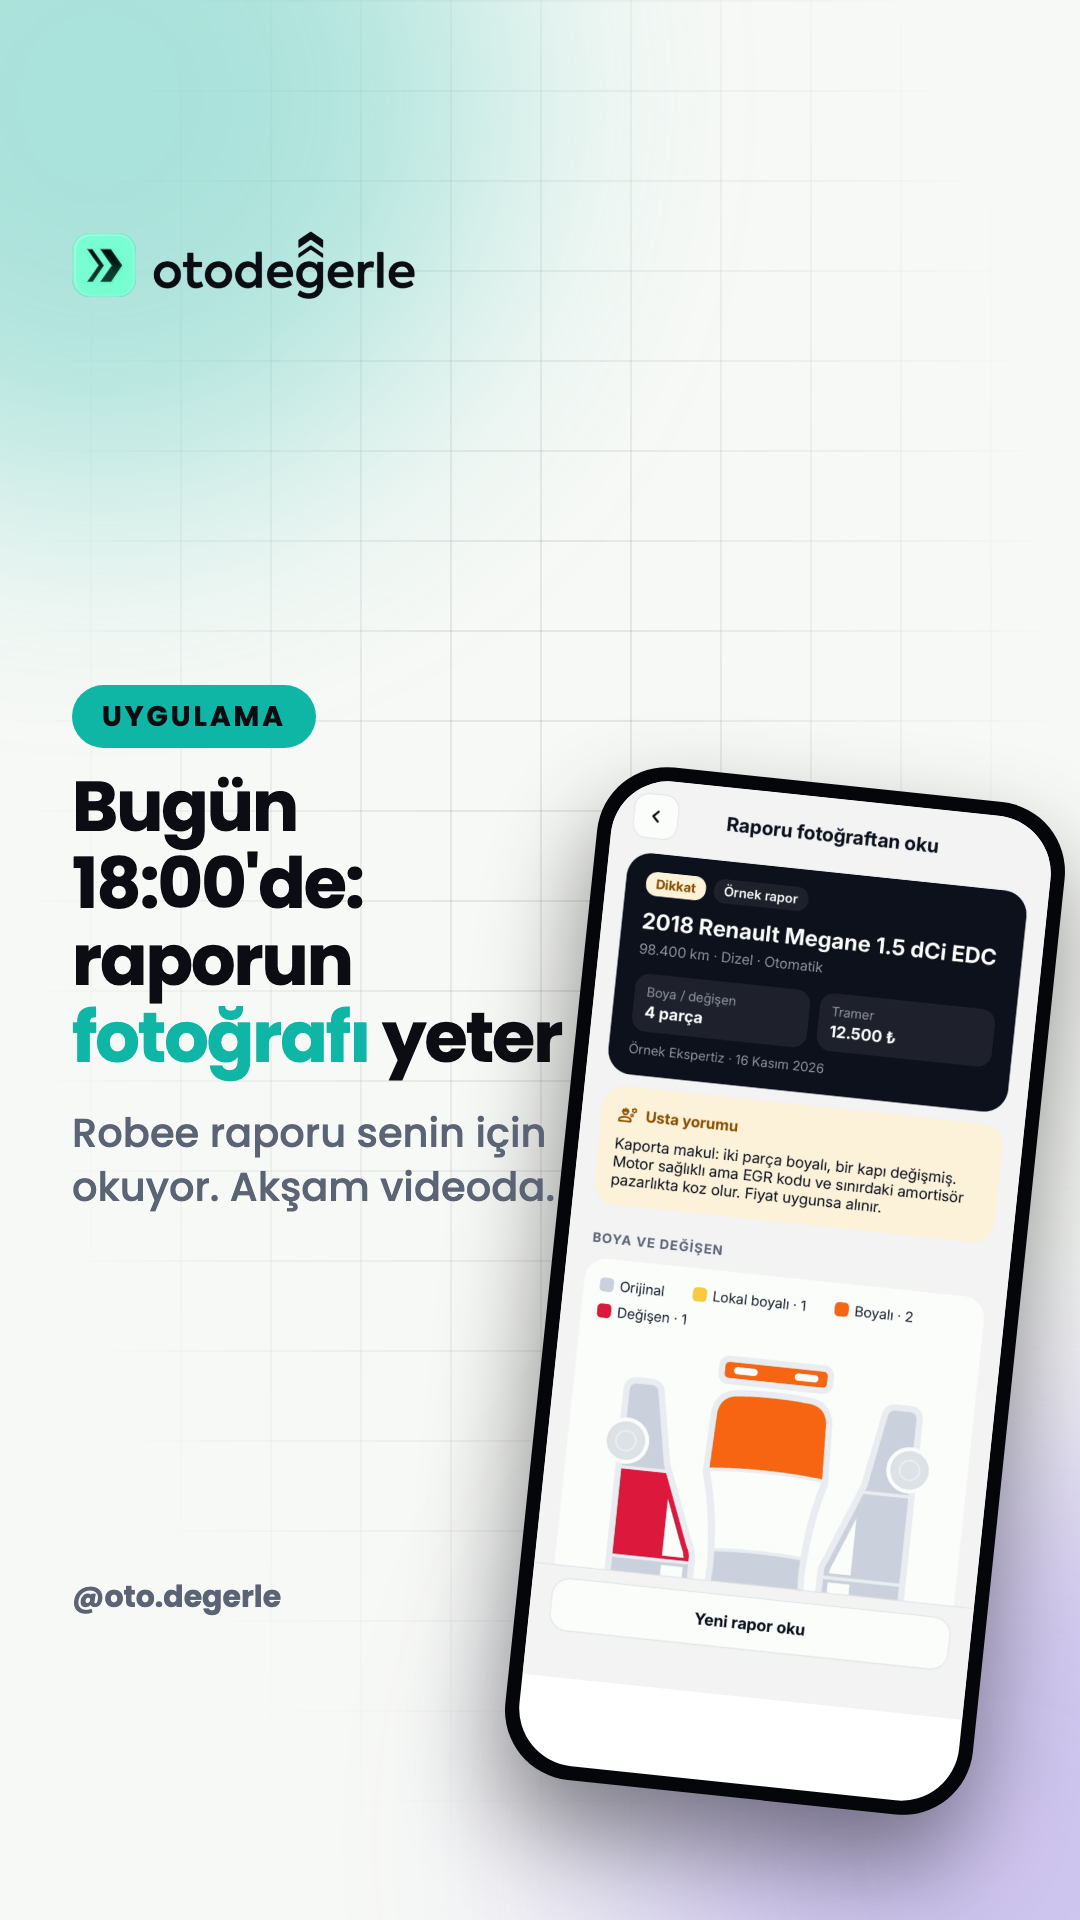 otodeğerle
UYGULAMA
Bugün
18:00'de:
raporun
fotoğrafı yeter
Robee raporu senin için
okuyor. Akşam videoda.
@oto.degerle
Raporu fotoğraftan oku
Dikkat
Örnek rapor
2018 Renault Megane 1.5 dCi EDC
98.400 km · Dizel · Otomatik
Boya / değişen
4 parça
Tramer
12.500 ₺
Örnek Ekspertiz · 16 Kasım 2026
Usta yorumu
Kaporta makul: iki parça boyalı, bir kapı değişmiş.
Motor sağlıklı ama EGR kodu ve sınırdaki amortisör
pazarlıkta koz olur. Fiyat uygunsa alınır.
BOYA VE DEĞİŞEN
Orijinal
Lokal boyalı · 1
Boyalı · 2
Değişen · 1
Yeni rapor oku